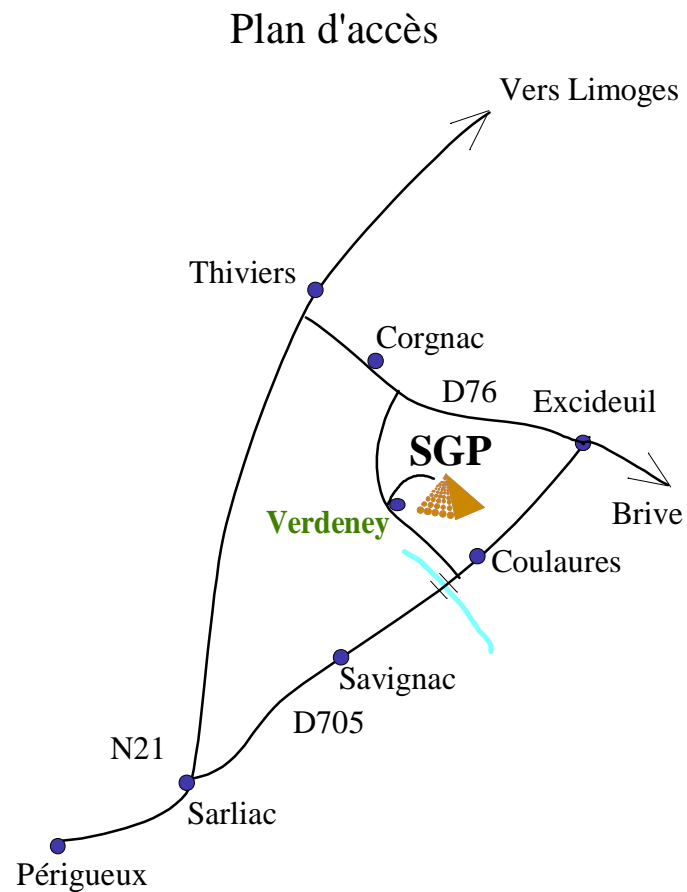 Plan d'accès
Vers Limoges
Thiviers
Corgnac
D76
Excideuil
SGP
Brive
Verdeney
Coulaures
Savignac
D705
N21
Sarliac
Périgueux